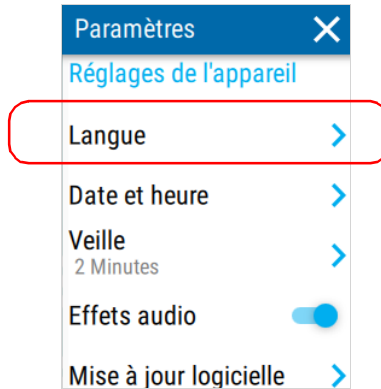 Paramètres
Réglages de l'appareil
Langue
Date et heure
Veille
2 Minutes
Effets audio
Mise à jour logicielle